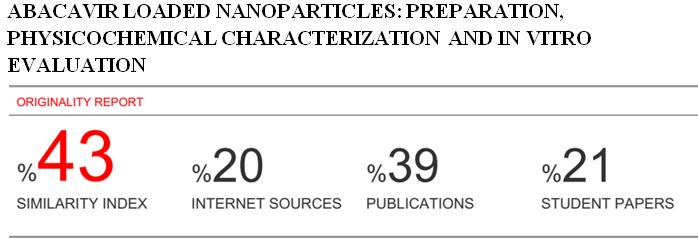 ABACAVIR LOADED NANOPARTICLES: PREPARATION,
PHYSICOCHEMICAL CHARACTERIZATION AND IN VITRO
EVALUATION
ORIGINALITY REPORT
%43 %20 %39 %21
SIMILARITY INDEX INTERNET SOURCES PUBLICATIONS STUDENT PAPERS